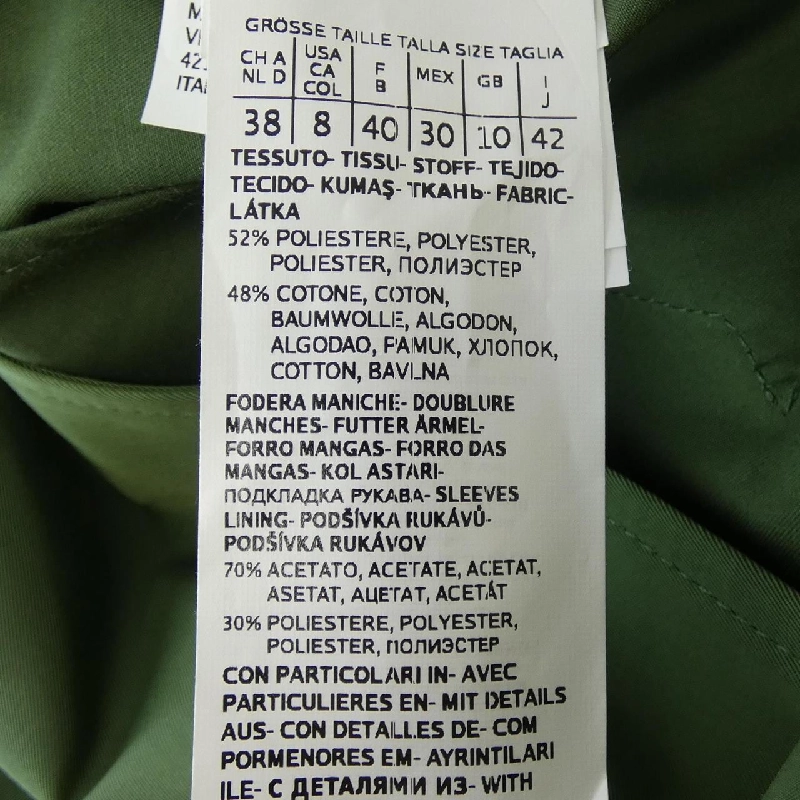 GRÖSSE TAILLE TALLA SIZE TAGLIA
CH A NL D
USA CA COL
F B
MEX
GB
I J
38 8 40 30 10 42
TESSUTO- TISSU- STOFF- TEJIDO-
TECIDO- KUMAŞ- ТКАНЬ- FABRIC-
LÁTKA
52% POLIESTERE, POLYESTER,
POLIESTER, ПОЛИЭСТЕР
48% COTONE, COTON,
BAUMWOLLE, ALGODON,
ALGODAO, PAMUK, ХЛОПОК,
COTTON, BAVLNA
FODERA MANICHE- DOUBLURE
MANCHES- FUTTER ÄRMEL-
FORRO MANGAS- FORRO DAS
MANGAS- KOL ASTARI-
ПОДКЛАДКА РУКАВА- SLEEVES
LINING- PODŠÍVKA RUKÁVŮ-
PODŠÍVKA RUKÁVOV
70% ACETATO, ACETATE, ACETAT,
ASETAT, АЦЕТАТ, ACETÁT
30% POLIESTERE, POLYESTER,
POLIESTER, ПОЛИЭСТЕР
CON PARTICOLARI IN- AVEC
PARTICULIERES EN- MIT DETAILS
AUS- CON DETALLES DE- COM
PORMENORES EM- AYRINTILARI
ILE- С ДЕТАЛЯМИ ИЗ- WITH